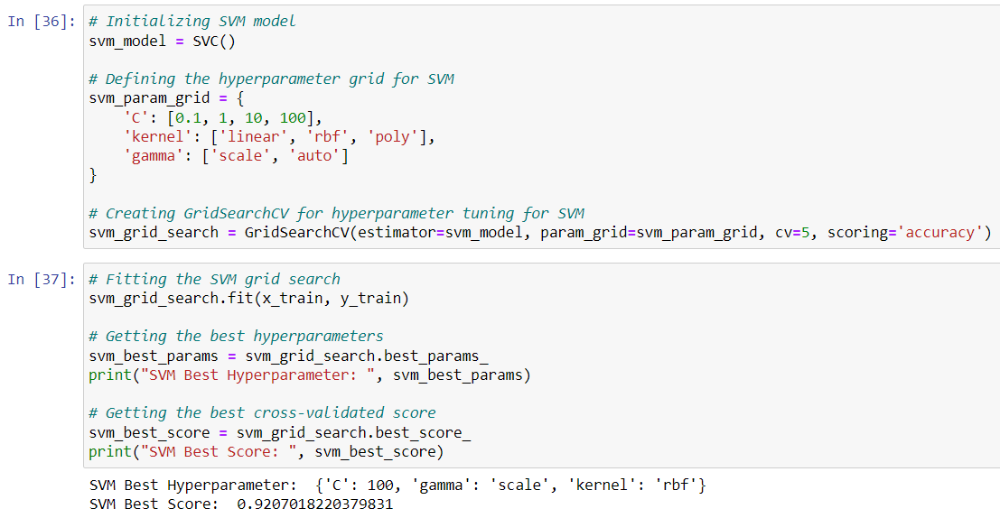 In [36]: # Initializing SVM model
svm_model = SVC()
# Defining the hyperparameter grid for SVM
svm_param_grid = {
    'C': [0.1, 1, 10, 100],
    'kernel': ['linear', 'rbf', 'poly'],
    'gamma': ['scale', 'auto']
}
# Creating GridSearchCV for hyperparameter tuning for SVM
svm_grid_search = GridSearchCV(estimator=svm_model, param_grid=svm_param_grid, cv=5, scoring='accuracy')
In [37]: # Fitting the SVM grid search
svm_grid_search.fit(x_train, y_train)
# Getting the best hyperparameters
svm_best_params = svm_grid_search.best_params_
print("SVM Best Hyperparameter: ", svm_best_params)
# Getting the best cross-validated score
svm_best_score = svm_grid_search.best_score_
print("SVM Best Score: ", svm_best_score)
SVM Best Hyperparameter:  {'C': 100, 'gamma': 'scale', 'kernel': 'rbf'}
SVM Best Score:  0.9207018220379831